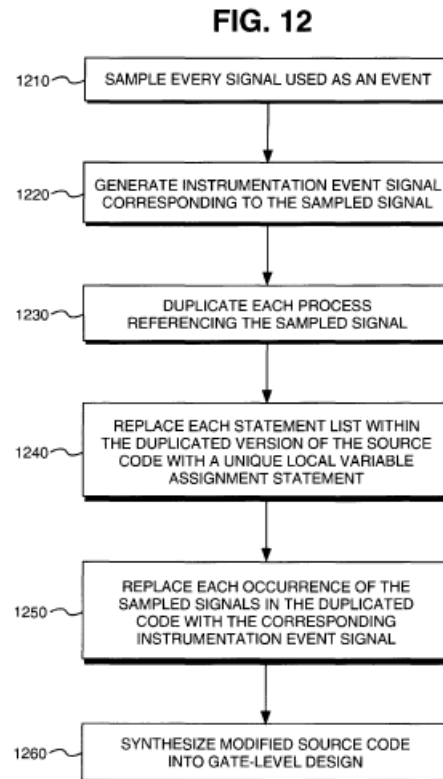 FIG. 12
1210
SAMPLE EVERY SIGNAL USED AS AN EVENT
1220
GENERATE INSTRUMENTATION EVENT SIGNAL
CORRESPONDING TO THE SAMPLED SIGNAL
1230
DUPLICATE EACH PROCESS
REFERENCING THE SAMPLED SIGNAL
1240
REPLACE EACH STATEMENT LIST WITHIN
THE DUPLICATED VERSION OF THE SOURCE
CODE WITH A UNIQUE LOCAL VARIABLE
ASSIGNMENT STATEMENT
1250
REPLACE EACH OCCURRENCE OF THE
SAMPLED SIGNALS IN THE DUPLICATED
CODE WITH THE CORRESPONDING
INSTRUMENTATION EVENT SIGNAL
1260
SYNTHESIZE MODIFIED SOURCE CODE
INTO GATE-LEVEL DESIGN